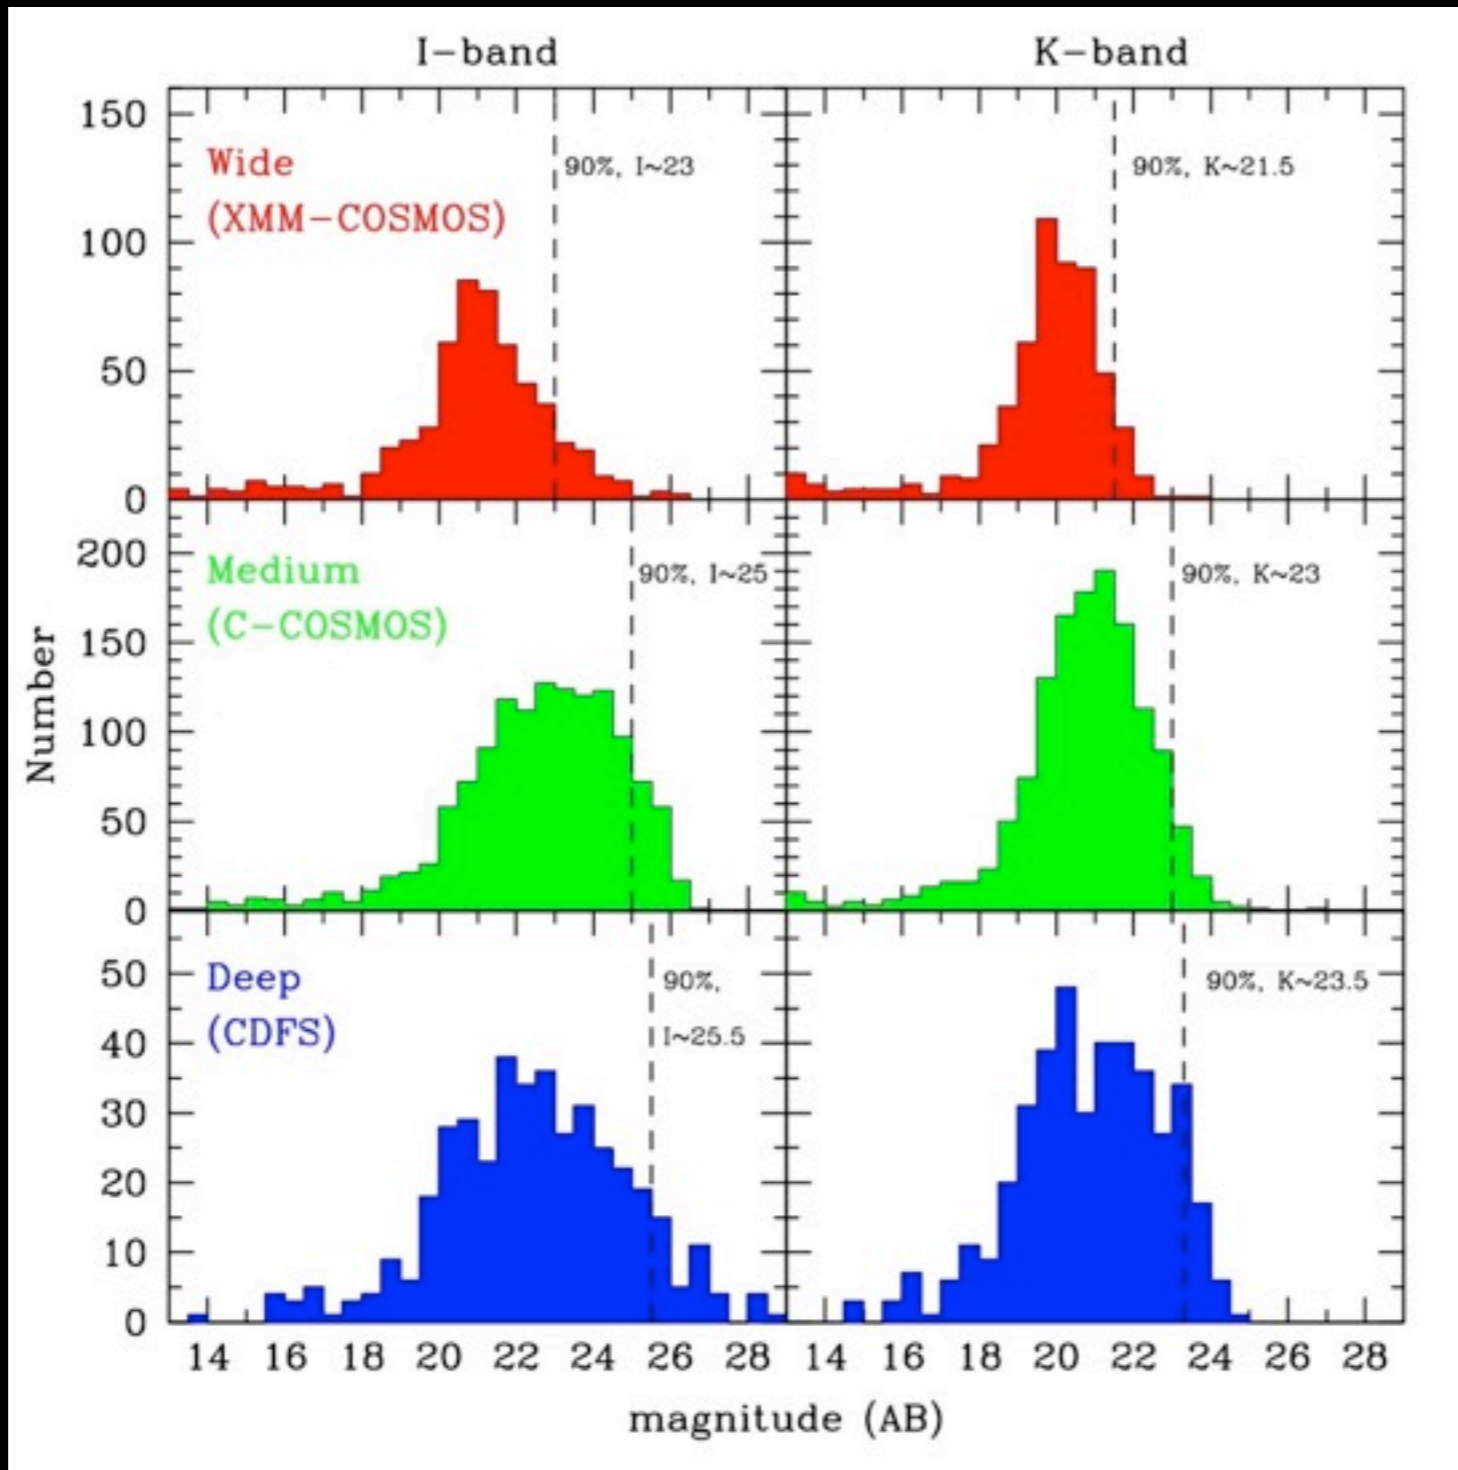 I-band
K-band
150
100
50
0
Wide
(XMM-COSMOS)
90%, I~23
90%, K~21.5
200
150
100
50
0
Medium
(C-COSMOS)
90%, I~25
90%, K~23
Number
50
40
30
20
10
0
Deep
(CDFS)
90%,
I~25.5
90%, K~23.5
14 16 18 20 22 24 26 28 14 16 18 20 22 24 26 28
magnitude (AB)